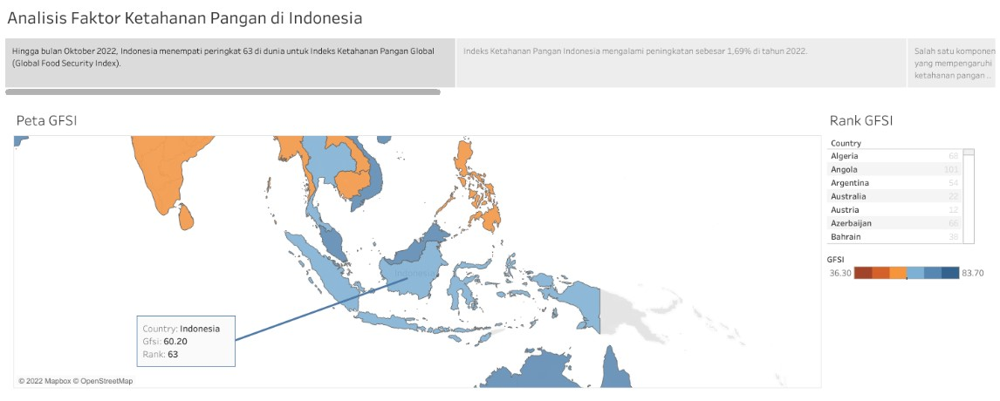 Analisis Faktor Ketahanan Pangan di Indonesia
Hingga bulan Oktober 2022, Indonesia menempati peringkat 63 di dunia untuk Indeks Ketahanan Pangan Global
(Global Food Security Index).
Indeks Ketahanan Pangan Indonesia mengalami peningkatan sebesar 1,69% di tahun 2022.
Salah satu komponen
yang mempengaruhi
ketahanan pangan ..
Peta GFSI
Rank GFSI
Country
Algeria 68
Angola 101
Argentina 54
Australia 22
Austria 12
Azerbaijan 66
Bahrain 38
GFSI
36.30 83.70
Indonesia
Country: Indonesia
Gfsi: 60.20
Rank: 63
© 2022 Mapbox © OpenStreetMap